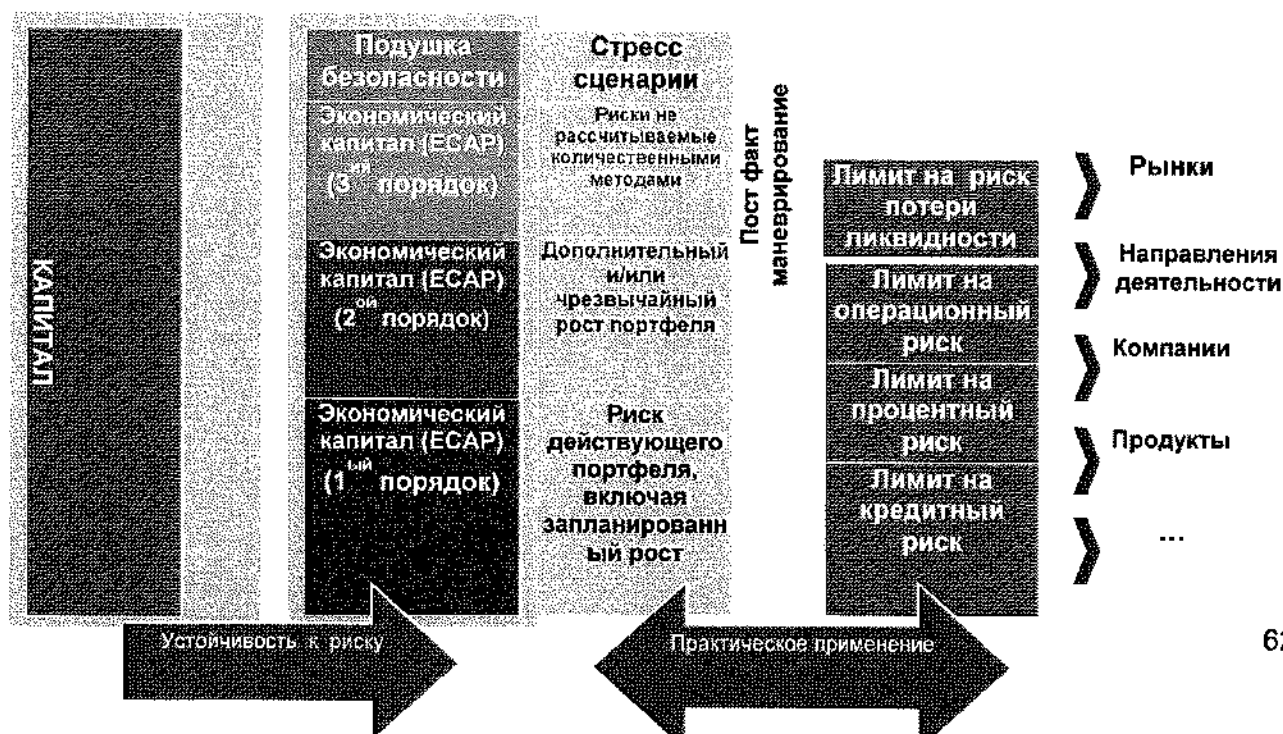 КАПИТАЛ
Подушка
безопасности
Экономический
капитал (ECAP)
(3ий порядок)
Экономический
капитал (ECAP)
(2ой порядок)
Экономический
капитал (ECAP)
(1ый порядок)
Стресс
сценарии
Риски не
рассчитываемые
количественными
методами
Дополнительный
и/или
чрезвычайный
рост портфеля
Риск
действующего
портфеля,
включая
запланированн
ый рост
Пост факт
маневрирование
Лимит на риск
потери
ликвидности
Лимит на
операционный
риск
Лимит на
процентный
риск
Лимит на
кредитный
риск
Рынки
Направления
деятельности
Компании
Продукты
...
Устойчивость к риску
Практическое применение
62